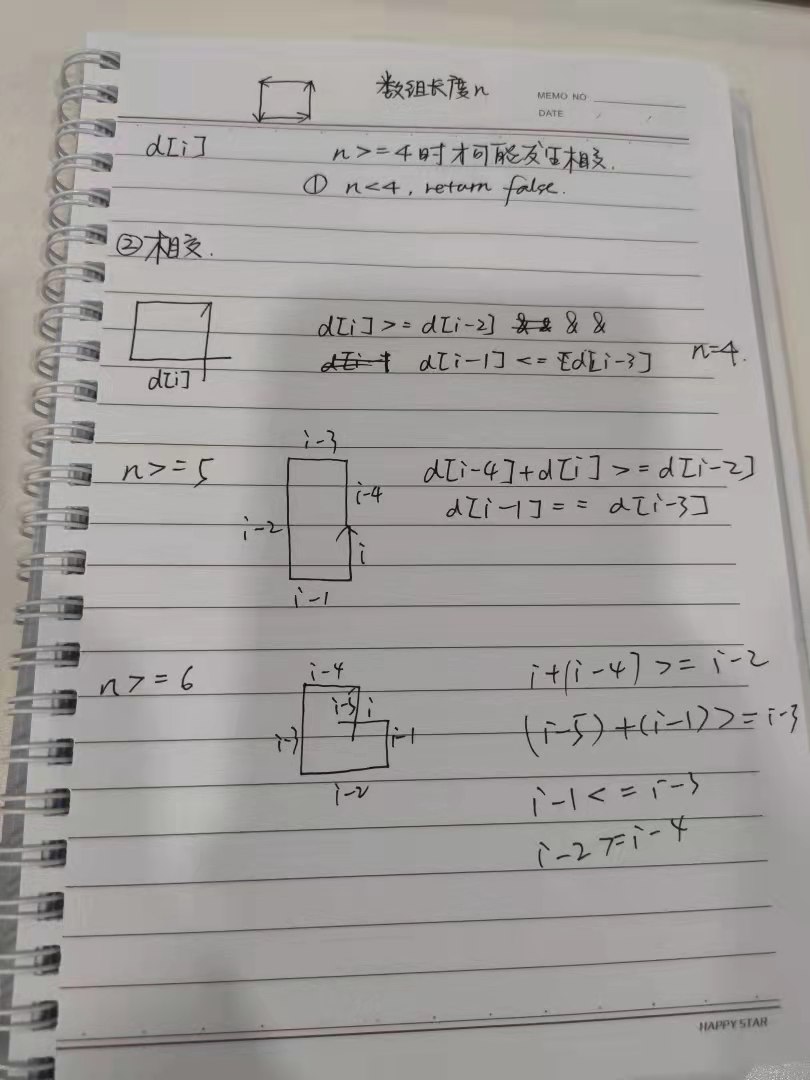 数组长度n
MEMO NO
DATE / /
d[i]
n>=4时才可能发生相交.
① n<4, return false.
②相交.
d[i]>=d[i-2] && &&
d[i-1 d[i-1]<=[d[i-3] n=4.
d[i]
n>=5
i-3
i-4
i-2
i
i-1
d[i-4]+d[i]>=d[i-2]
d[i-1]== d[i-3]
n>=6
i-4
i-5
i
i-3
i-1
i-2
i+(i-4]>=i-2
(i-5)+(i-1)>=i-3
i-1<=i-3
i-2>=i-4
HAPPY STAR